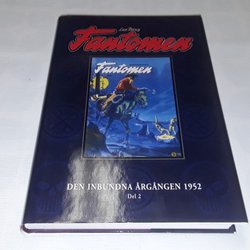 Lee Falk
Fantomen
Fantomen
DEN INBUNDNA ÅRGÅNGEN 1952
Del 2